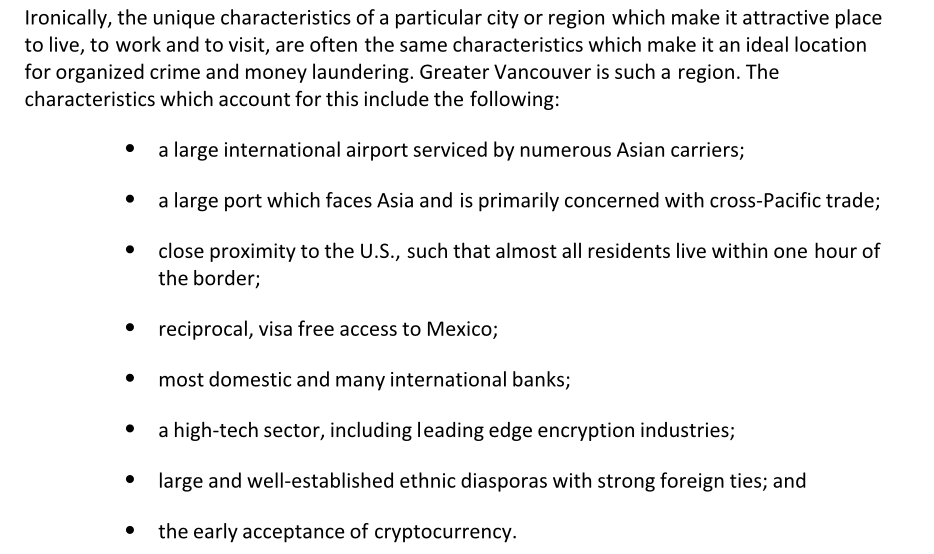 Ironically, the unique characteristics of a particular city or region which make it attractive place
to live, to work and to visit, are often the same characteristics which make it an ideal location
for organized crime and money laundering. Greater Vancouver is such a region. The
characteristics which account for this include the following:
• a large international airport serviced by numerous Asian carriers;
• a large port which faces Asia and is primarily concerned with cross-Pacific trade;
• close proximity to the U.S., such that almost all residents live within one hour of
the border;
• reciprocal, visa free access to Mexico;
• most domestic and many international banks;
• a high-tech sector, including leading edge encryption industries;
• large and well-established ethnic diasporas with strong foreign ties; and
• the early acceptance of cryptocurrency.